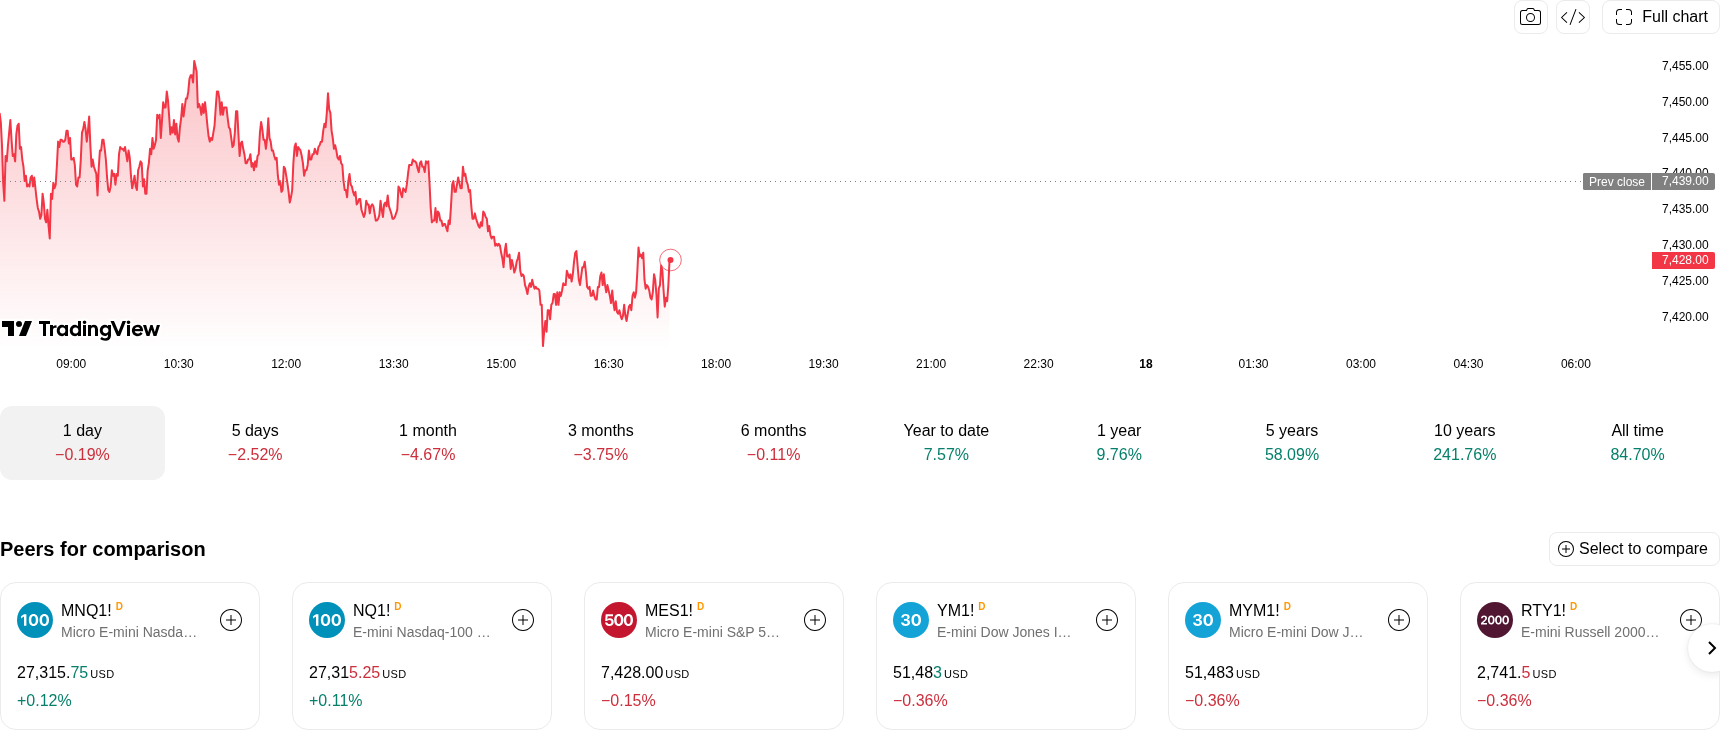 Full chart
7,455.00
7,450.00
7,445.00
7,440.00
Prev close 7,439.00
7,435.00
7,430.00
7,428.00
7,425.00
7,420.00
TradingView
09:00 10:30 12:00 13:30 15:00 16:30 18:00 19:30 21:00 22:30 18 01:30 03:00 04:30 06:00
1 day 5 days 1 month 3 months 6 months Year to date 1 year 5 years 10 years All time
−0.19% −2.52% −4.67% −3.75% −0.11% 7.57% 9.76% 58.09% 241.76% 84.70%
Peers for comparison
Select to compare
100
MNQ1! D
Micro E-mini Nasda…
27,315.75 USD
+0.12%
100
NQ1! D
E-mini Nasdaq-100 …
27,315.25 USD
+0.11%
500
MES1! D
Micro E-mini S&P 5…
7,428.00 USD
−0.15%
30
YM1! D
E-mini Dow Jones I…
51,483 USD
−0.36%
30
MYM1! D
Micro E-mini Dow J…
51,483 USD
−0.36%
2000
RTY1! D
E-mini Russell 2000…
2,741.5 USD
−0.36%